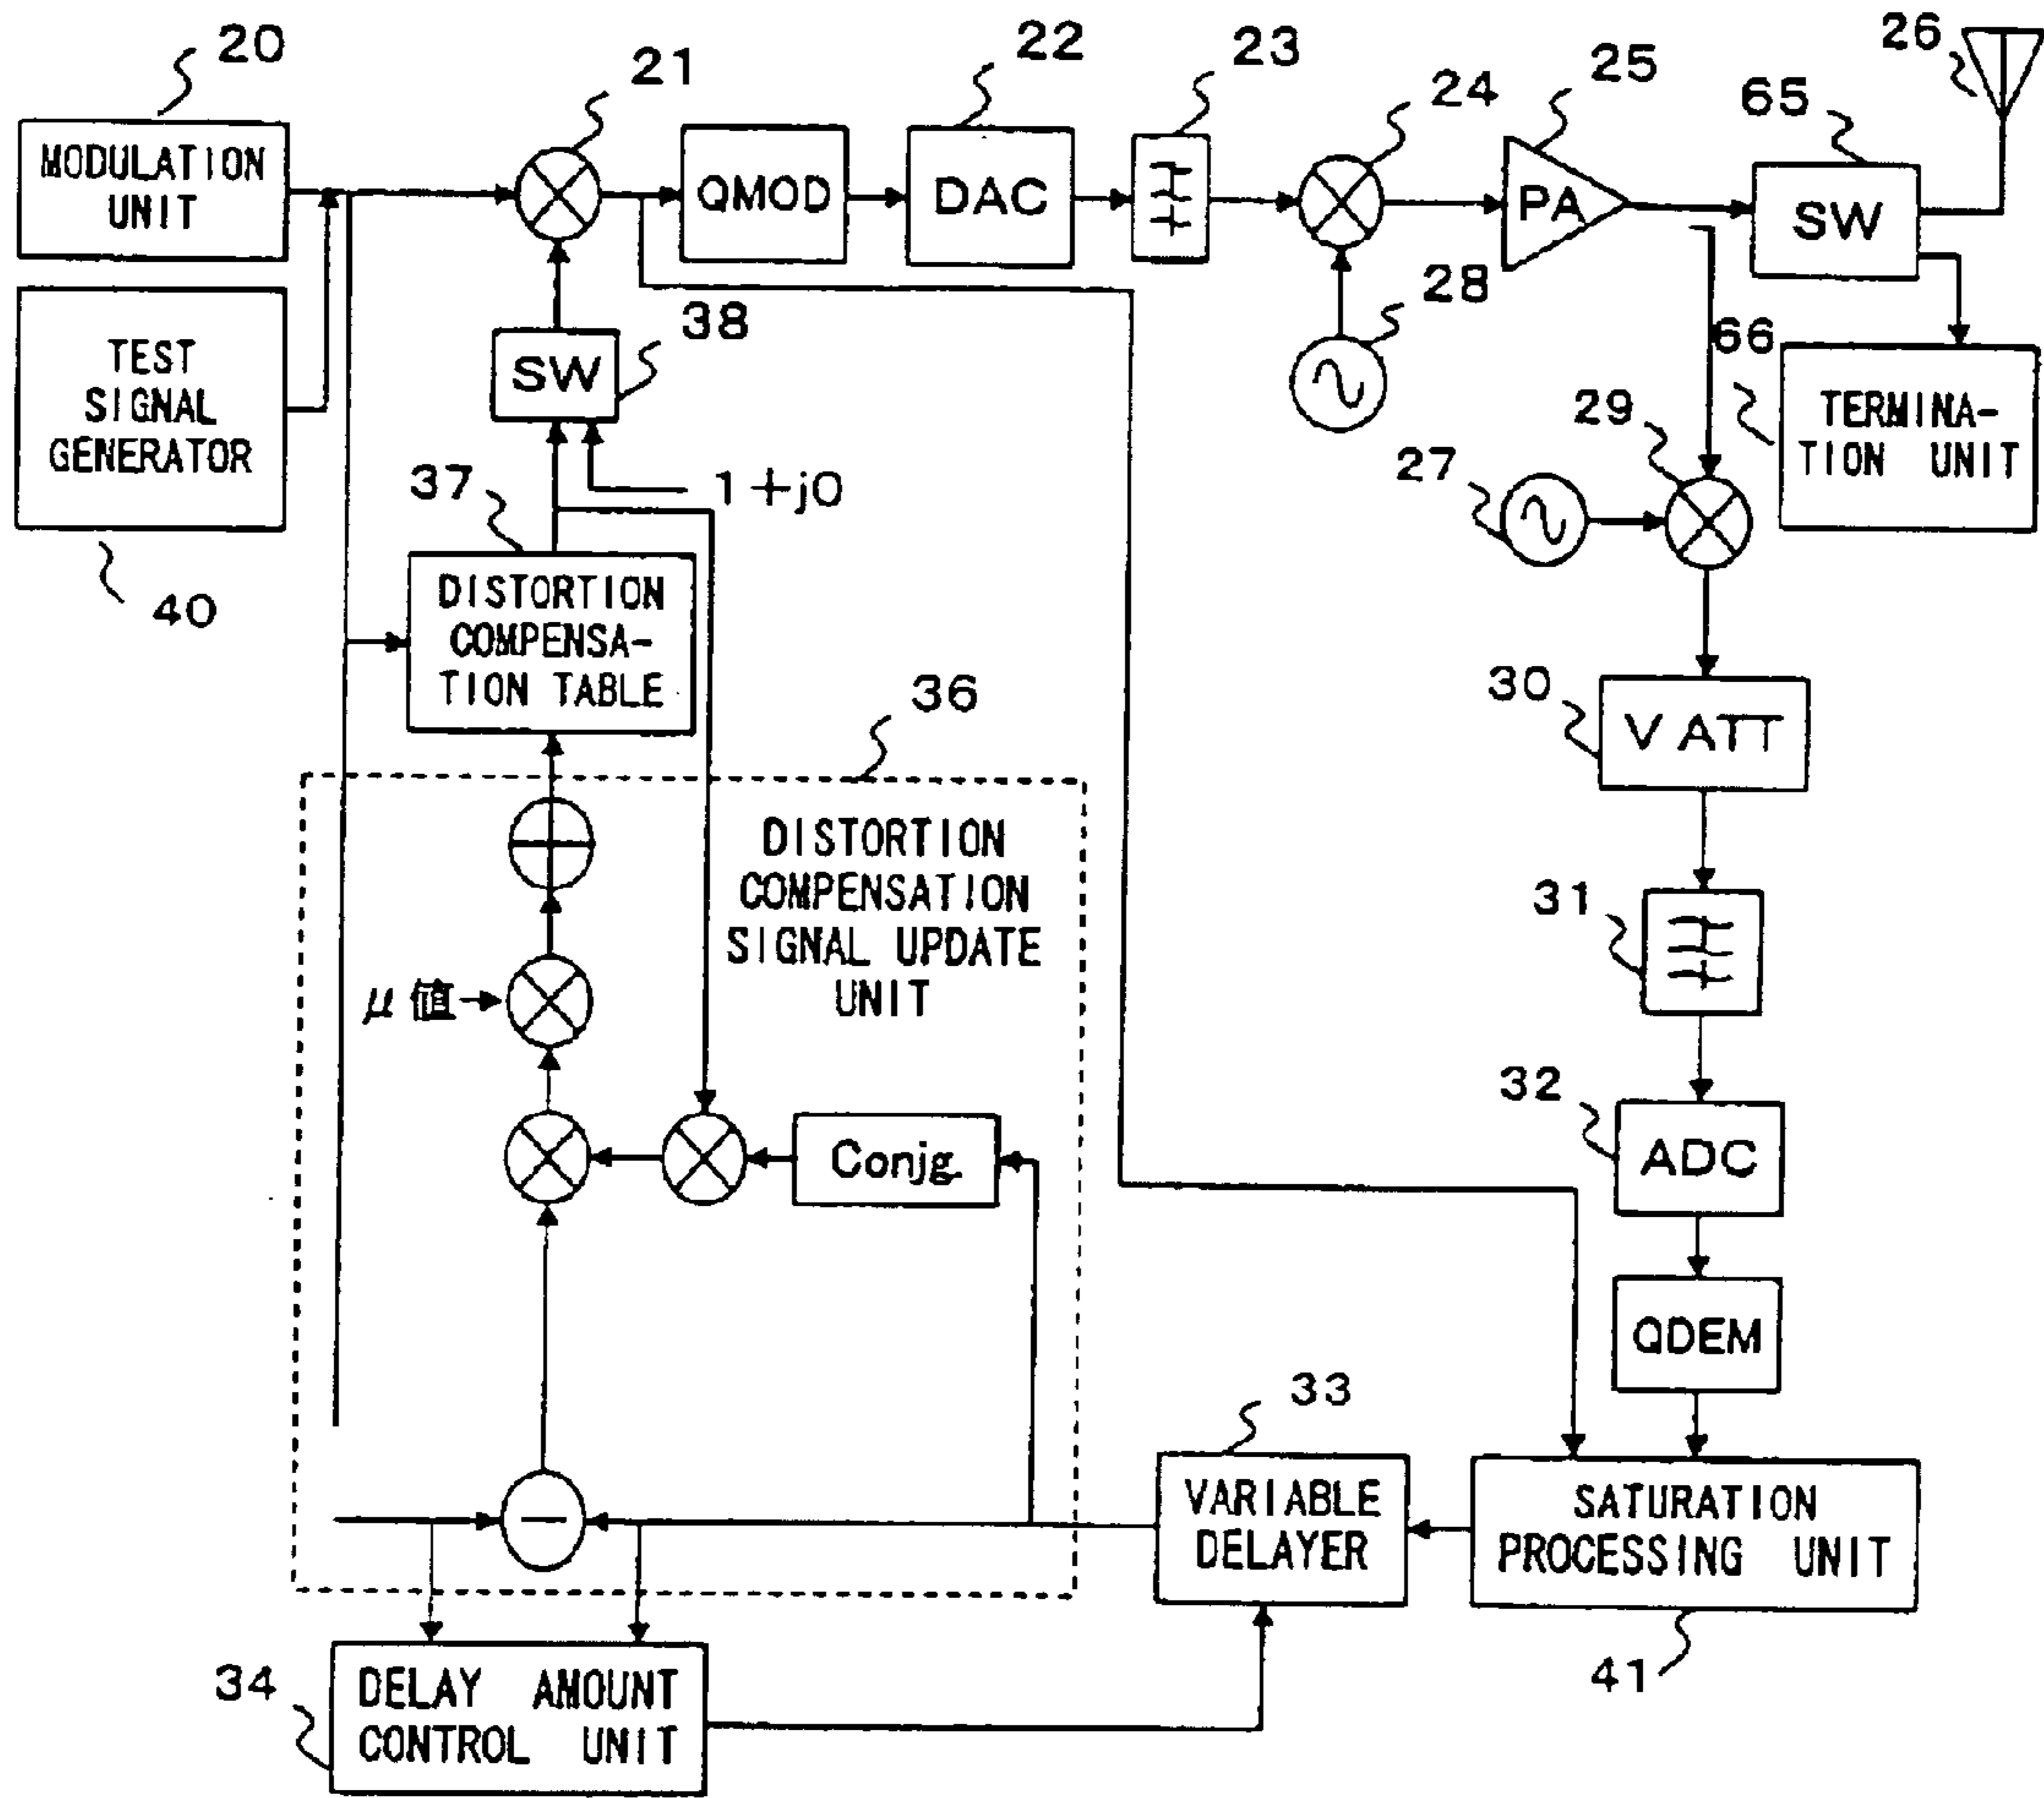 20
21
22
23
24
25
65
26
MODULATION
UNIT
QMOD
DAC
PA
SW
TEST
SIGNAL
GENERATOR
40
SW
38
28
66
TERMINA-
TION UNIT
29
27
1+j0
37
DISTORTION
COMPENSA-
TION TABLE
36
30
V ATT
DISTORTION
COMPENSATION
SIGNAL UPDATE
UNIT
31
μ値
32
ADC
Conjg.
QDEM
33
VARIABLE
DELAYER
SATURATION
PROCESSING UNIT
41
34
DELAY AMOUNT
CONTROL UNIT